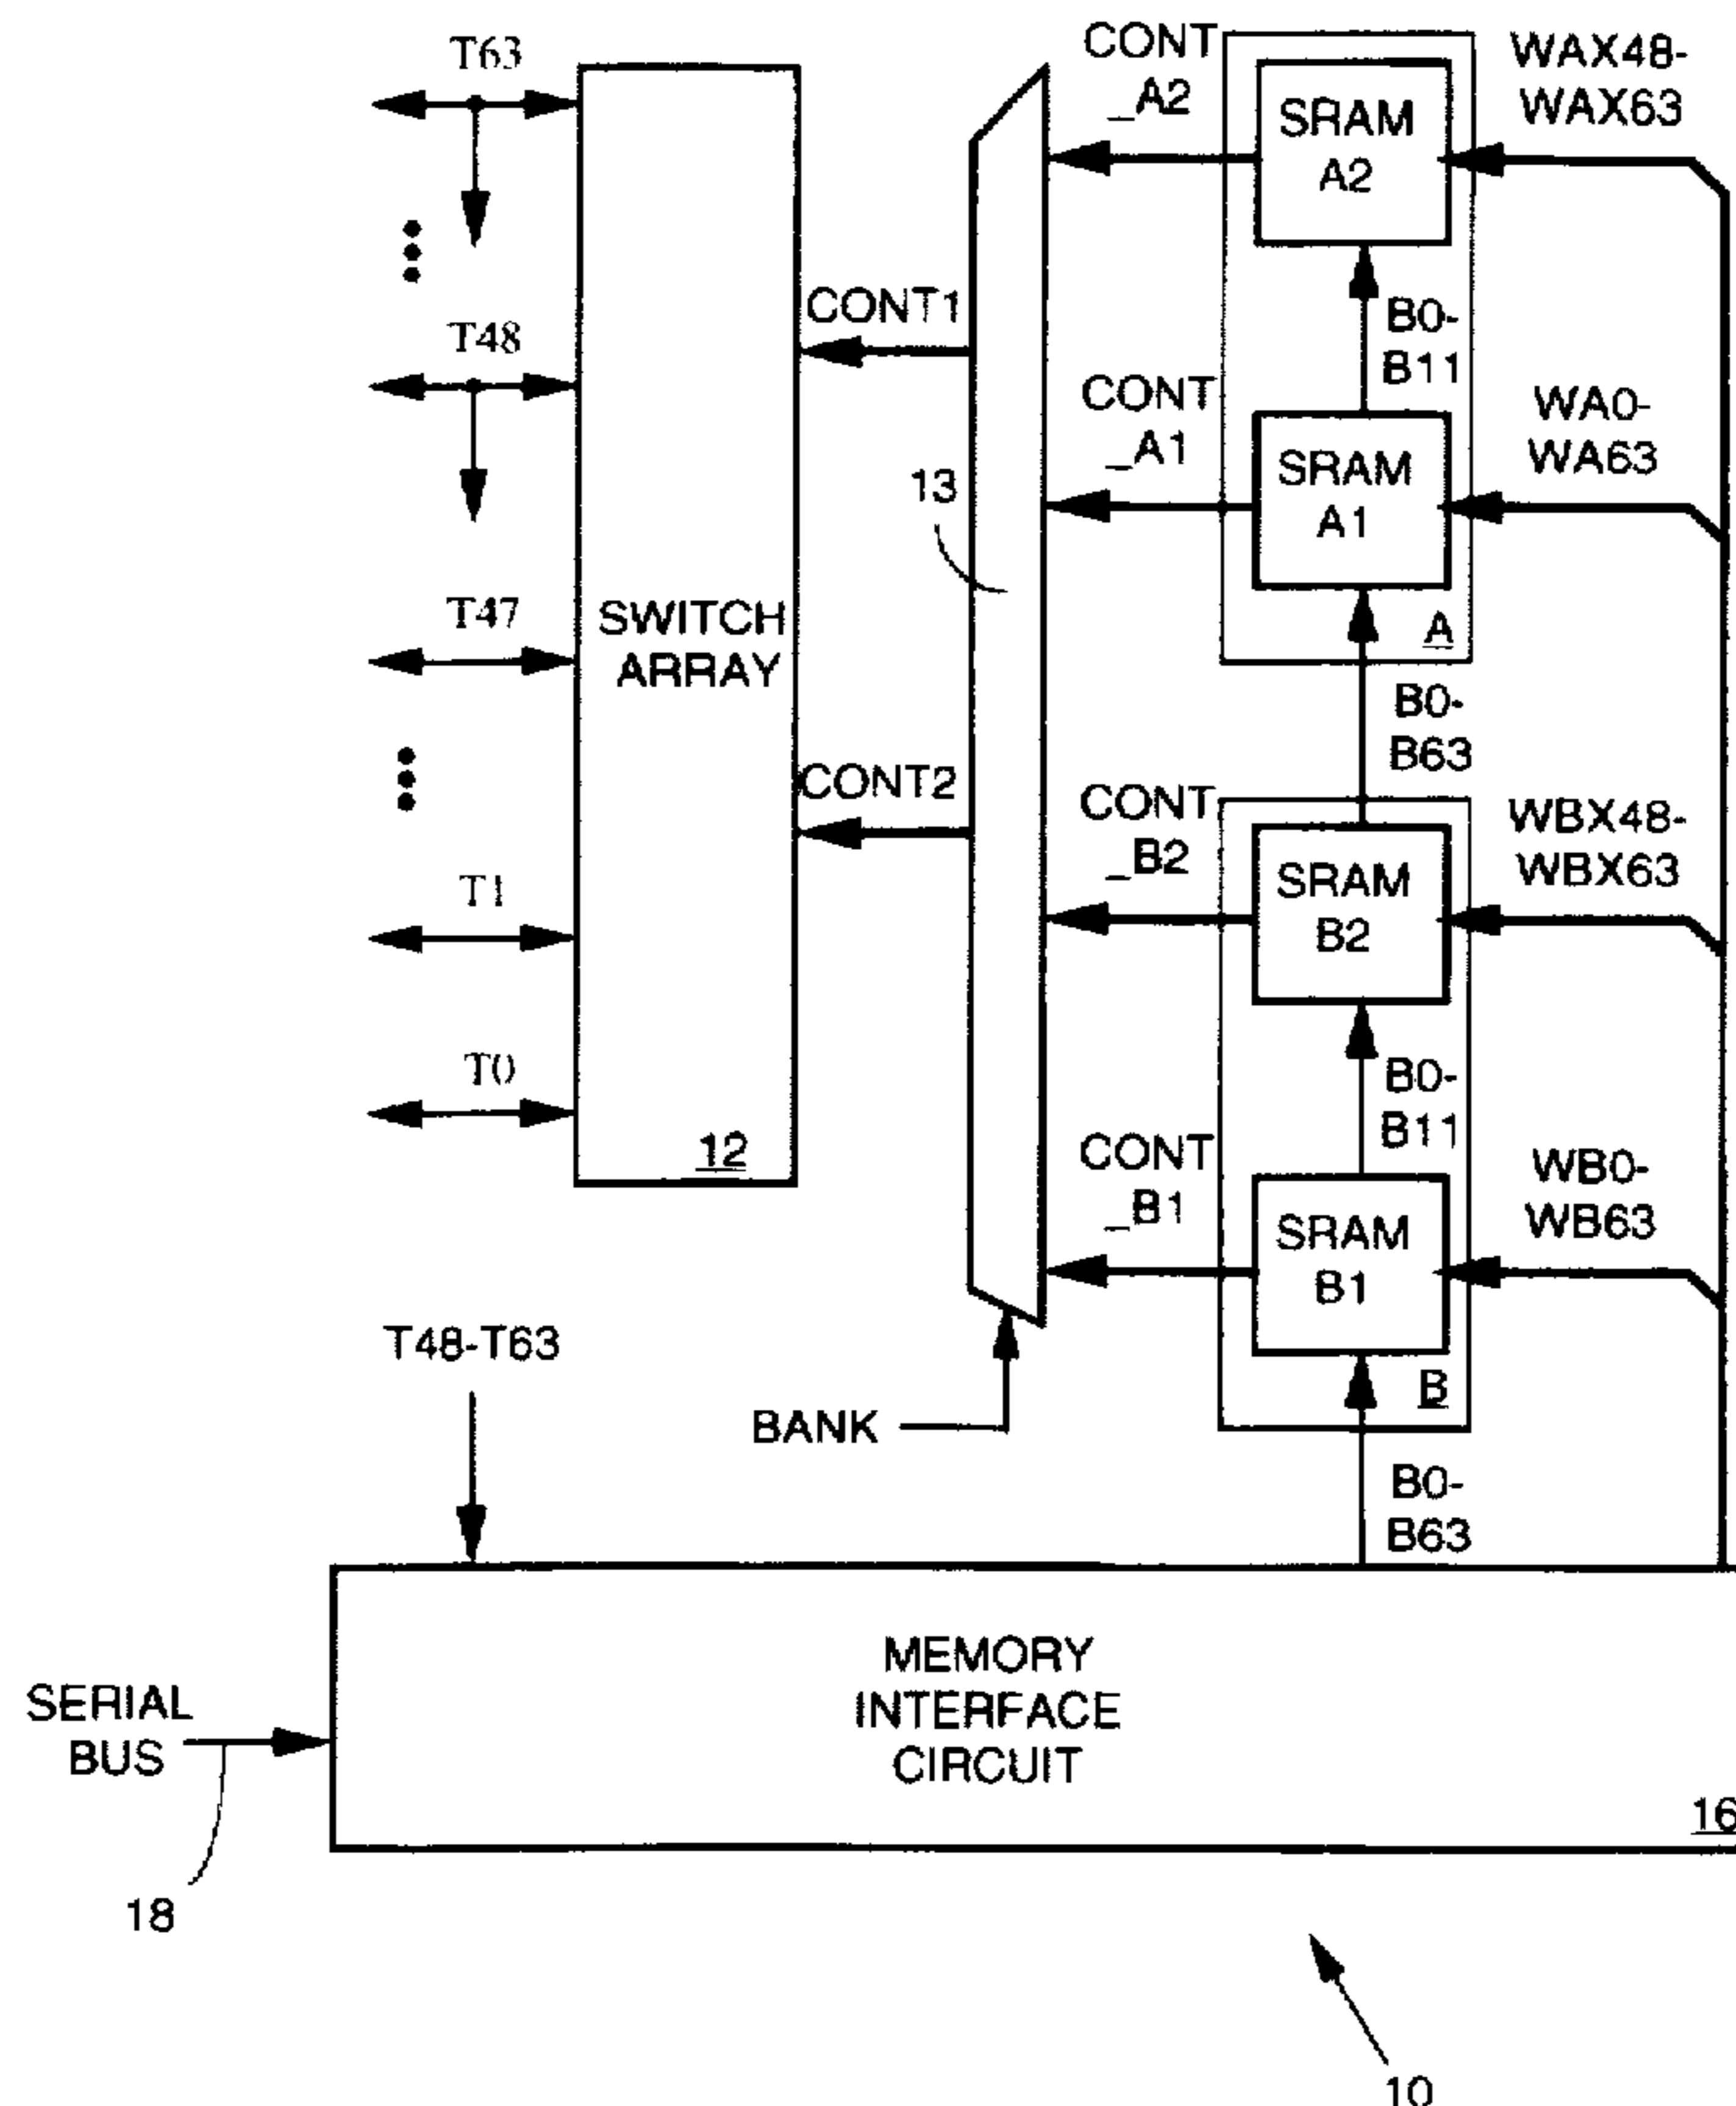 T63
T48
T47
T1
T0
SWITCH
ARRAY
12
CONT1
CONT2
13
CONT
_A2
CONT
_A1
CONT
_B2
CONT
_B1
SRAM
A2
B0-
B11
SRAM
A1
A
B0-
B63
SRAM
B2
B0-
B11
SRAM
B1
B
B0-
B63
WAX48-
WAX63
WA0-
WA63
WBX48-
WBX63
WB0-
WB63
T48-T63
BANK
MEMORY
INTERFACE
CIRCUIT
16
SERIAL
BUS
18
10